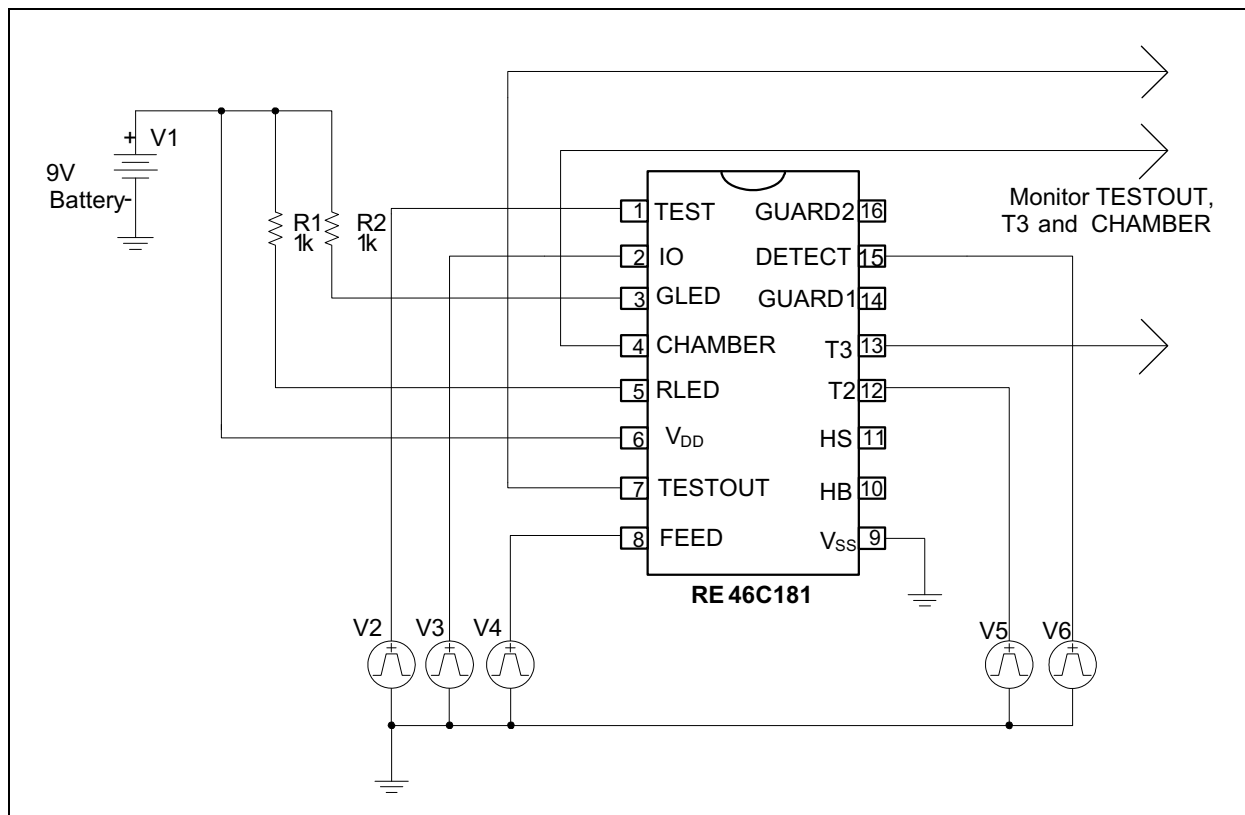 + V1
9V
Battery-
R1
1k
R2
1k
Monitor TESTOUT,
T3 and CHAMBER
1 TEST
2 IO
3 GLED
4 CHAMBER
5 RLED
6 VDD
7 TESTOUT
8 FEED
GUARD2 16
DETECT 15
GUARD1 14
T3 13
T2 12
HS 11
HB 10
VSS 9
RE46C181
V2
+
V3
+
V4
+
V5
+
V6
+